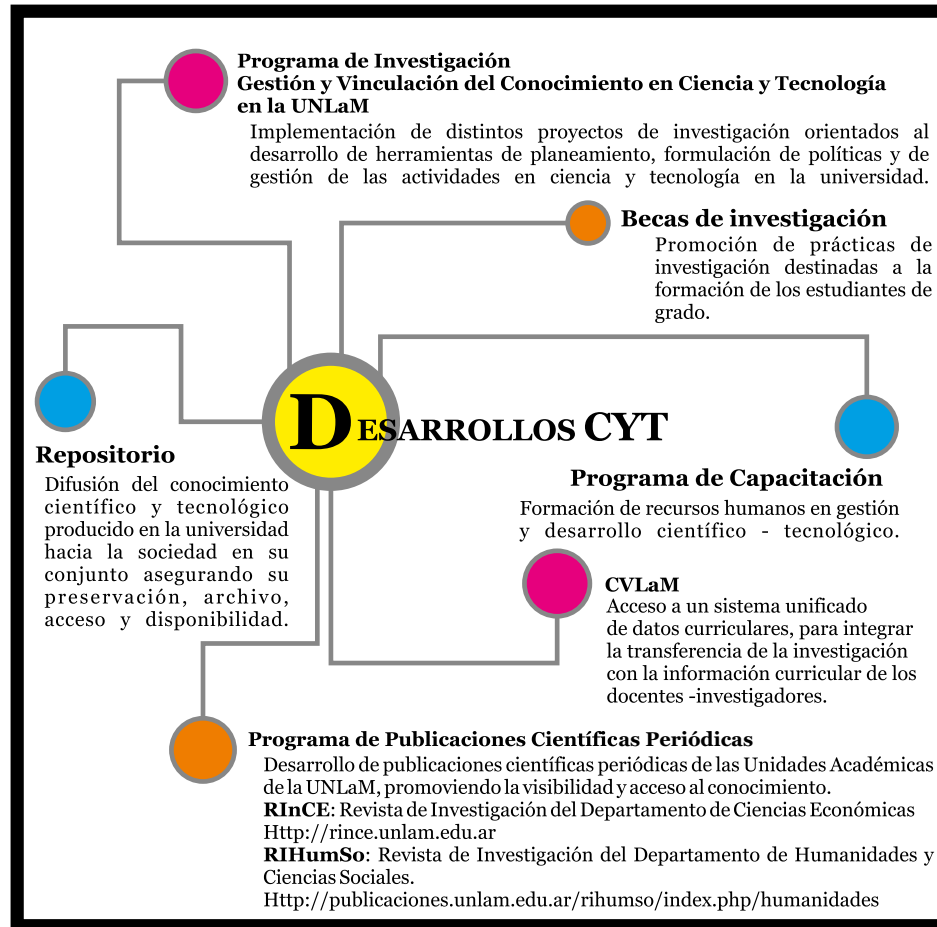 Programa de Investigación
Gestión y Vinculación del Conocimiento en Ciencia y Tecnología
en la UNLaM
Implementación de distintos proyectos de investigación orientados al
desarrollo de herramientas de planeamiento, formulación de políticas y de
gestión de las actividades en ciencia y tecnología en la universidad.
Becas de investigación
Promoción de prácticas de
investigación destinadas a la
formación de los estudiantes de
grado.
DESARROLLOS CYT
Repositorio
Difusión del conocimiento
científico y tecnológico
producido en la universidad
hacia la sociedad en su
conjunto asegurando su
preservación, archivo,
acceso y disponibilidad.
Programa de Capacitación
Formación de recursos humanos en gestión
y desarrollo científico - tecnológico.
CVLaM
Acceso a un sistema unificado
de datos curriculares, para integrar
la transferencia de la investigación
con la información curricular de los
docentes -investigadores.
Programa de Publicaciones Científicas Periódicas
Desarrollo de publicaciones científicas periódicas de las Unidades Académicas
de la UNLaM, promoviendo la visibilidad y acceso al conocimiento.
RInCE: Revista de Investigación del Departamento de Ciencias Económicas
Http://rince.unlam.edu.ar
RIHumSo: Revista de Investigación del Departamento de Humanidades y
Ciencias Sociales.
Http://publicaciones.unlam.edu.ar/rihumso/index.php/humanidades